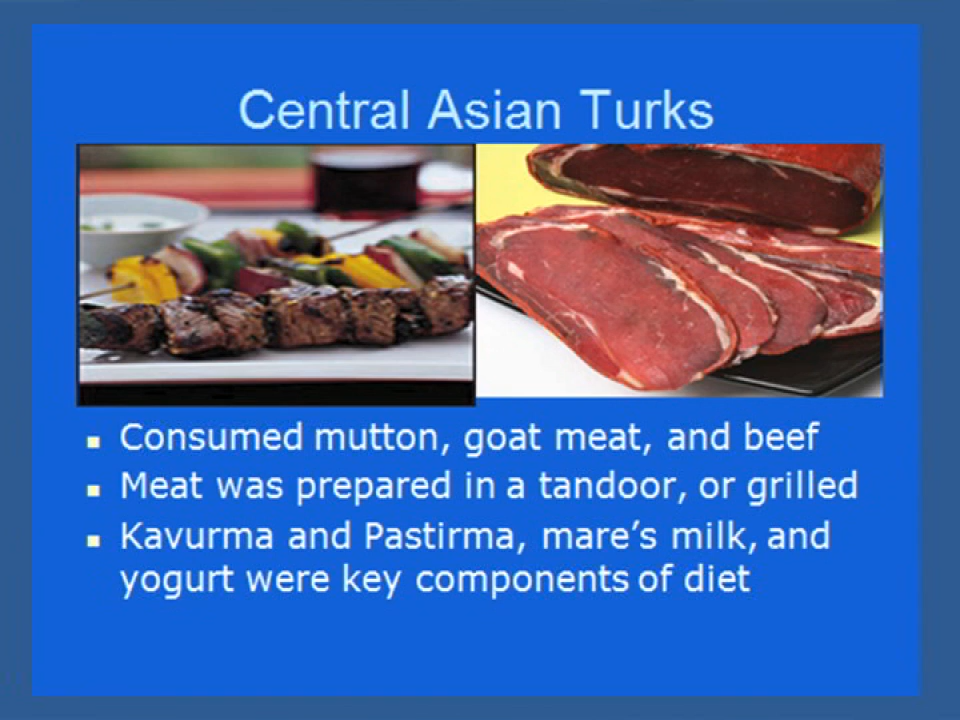 Central Asian Turks
Consumed mutton, goat meat, and beef
Meat was prepared in a tandoor, or grilled
Kavurma and Pastirma, mare’s milk, and
yogurt were key components of diet